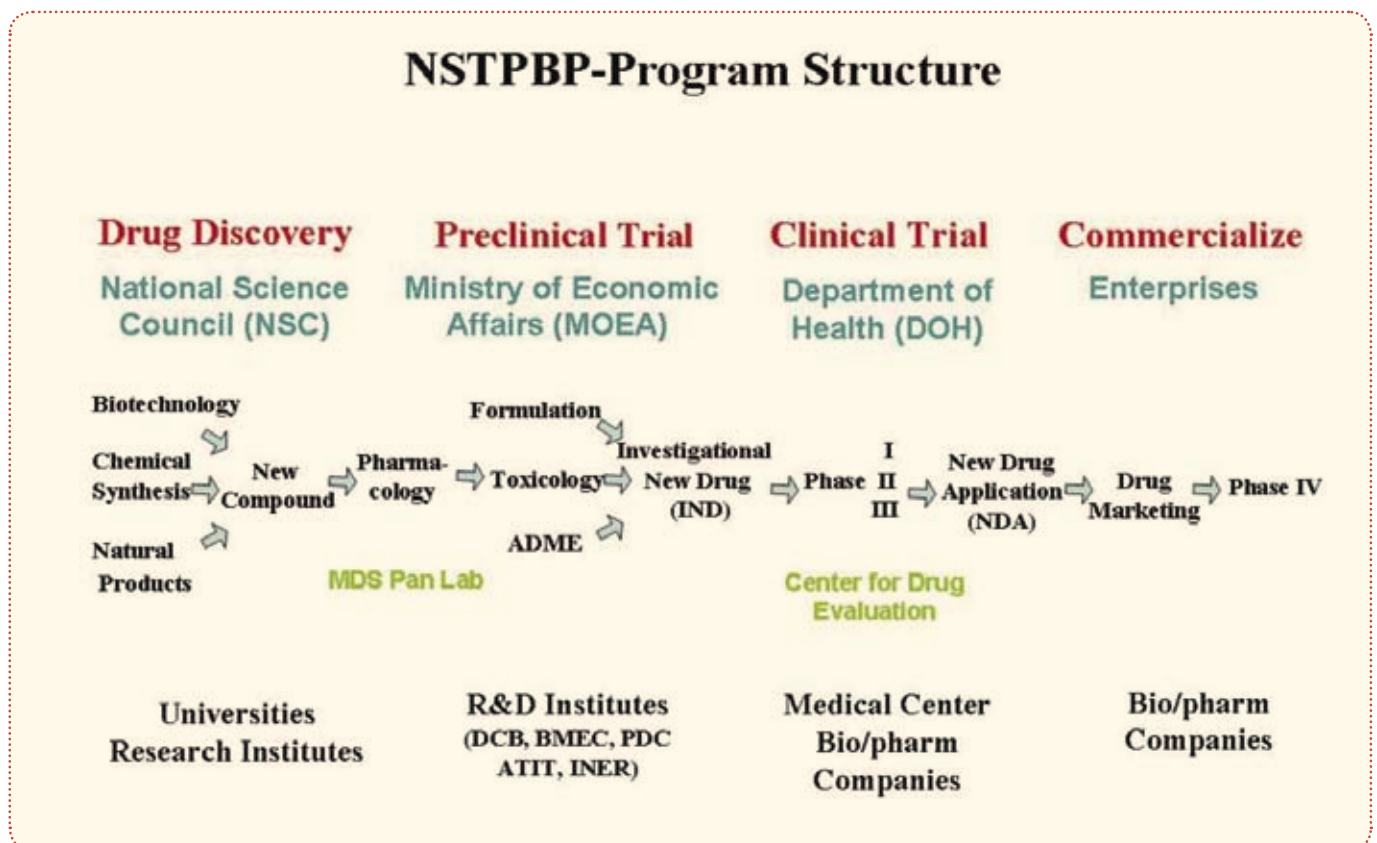 NSTPBP-Program Structure
Drug Discovery
National Science
Council (NSC)
Preclinical Trial
Ministry of Economic
Affairs (MOEA)
Clinical Trial
Department of
Health (DOH)
Commercialize
Enterprises
Biotechnology
Chemical
Synthesis
Natural
Products
New
Compound
Pharma-
cology
Formulation
Toxicology
ADME
Investigational
New Drug
(IND)
Phase
I
II
III
New Drug
Application
(NDA)
Drug
Marketing
Phase IV
MDS Pan Lab
Center for Drug
Evaluation
Universities
Research Institutes
R&D Institutes
(DCB, BMEC, PDC
ATIT, INER)
Medical Center
Bio/pharm
Companies
Bio/pharm
Companies